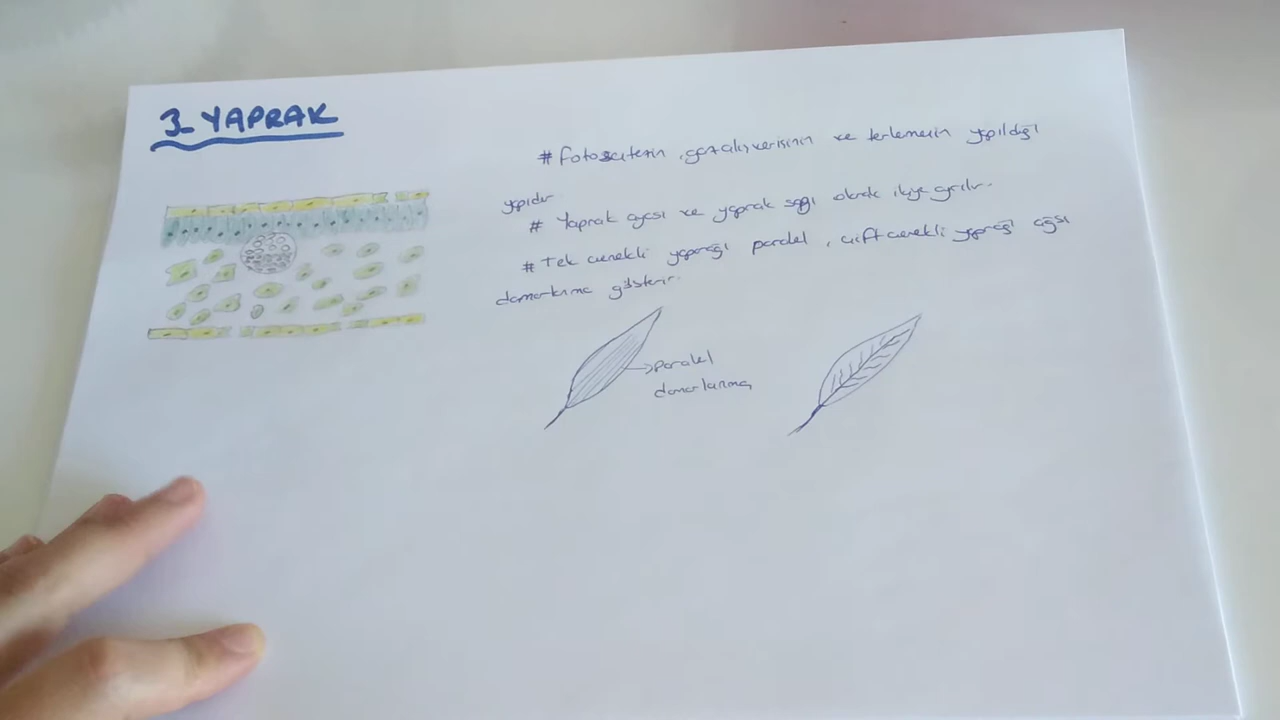 3_ YAPRAK
# Fotosentezin, gaz alışverişinin ve terlemenin yapıldığı
yapıdır
# Yaprak ayası ve yaprak sapı olarak ikiye ayrılır.
# Tek çenekli yaprağı paralel, çift çenekli yaprağı ağsı
damarlanma gösterir.
paralel
damarlanma